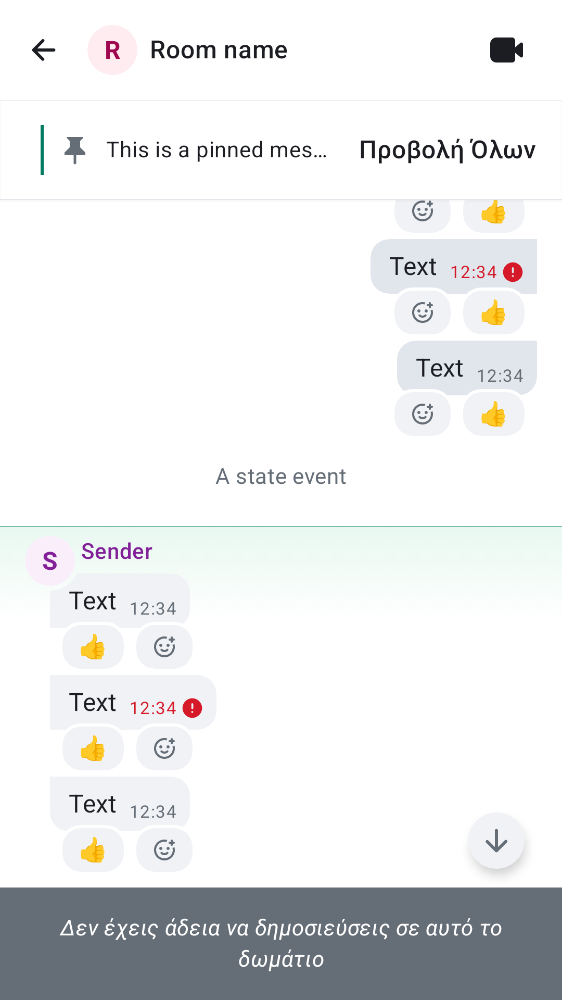 R Room name
This is a pinned mes… Προβολή Όλων
Text 12:34
Text 12:34
A state event
S Sender
Text 12:34
Text 12:34
Text 12:34
Δεν έχεις άδεια να δημοσιεύσεις σε αυτό το
δωμάτιο